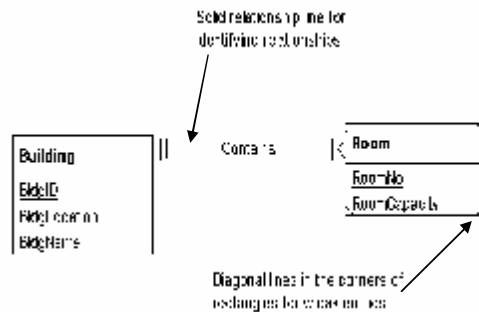 Solid relationship line for
identifying relationships
Building
BldgID
BldgLocation
BldgName
Contains
Room
RoomNo
RoomCapacity
Diagonal lines in the corners of
rectangles for weak entities